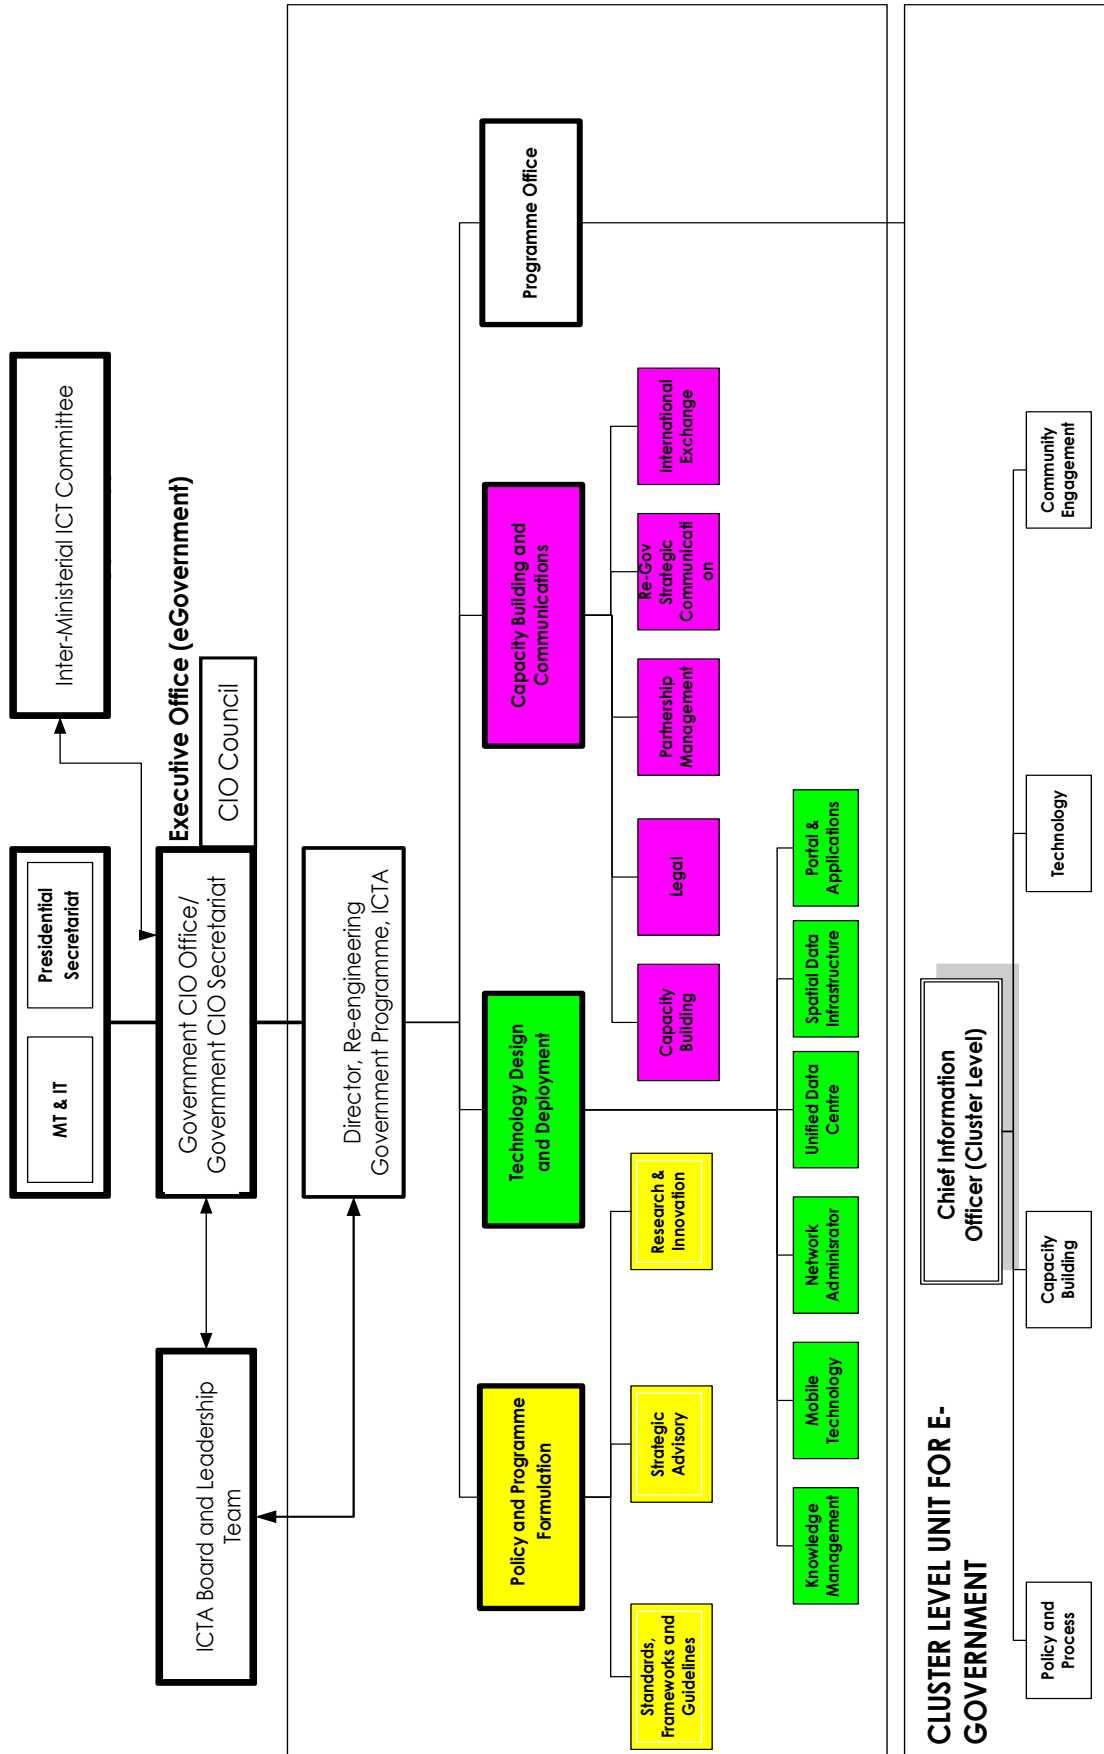 MT & IT
Presidential
Secretariat
Inter-Ministerial ICT Committee
Executive Office (eGovernment)
ICTA Board and Leadership
Team
Government CIO Office/
Government CIO Secretariat
CIO Council
Director, Re-engineering
Government Programme, ICTA
Policy and Programme
Formulation
Technology Design
and Deployment
Capacity Building and
Communications
Programme Office
Standards,
Frameworks and
Guidelines
Strategic
Advisory
Research &
Innovation
Capacity
Building
Legal
Partnership
Management
Re-Gov
Strategic
Communicati
on
International
Exchange
Knowledge
Management
Mobile
Technology
Network
Adminisrator
Unified Data
Centre
Spatial Data
Infrastructure
Portal &
Applications
CLUSTER LEVEL UNIT FOR E-
GOVERNMENT
Chief Information
Officer (Cluster Level)
Policy and
Process
Capacity
Building
Technology
Community
Engagement